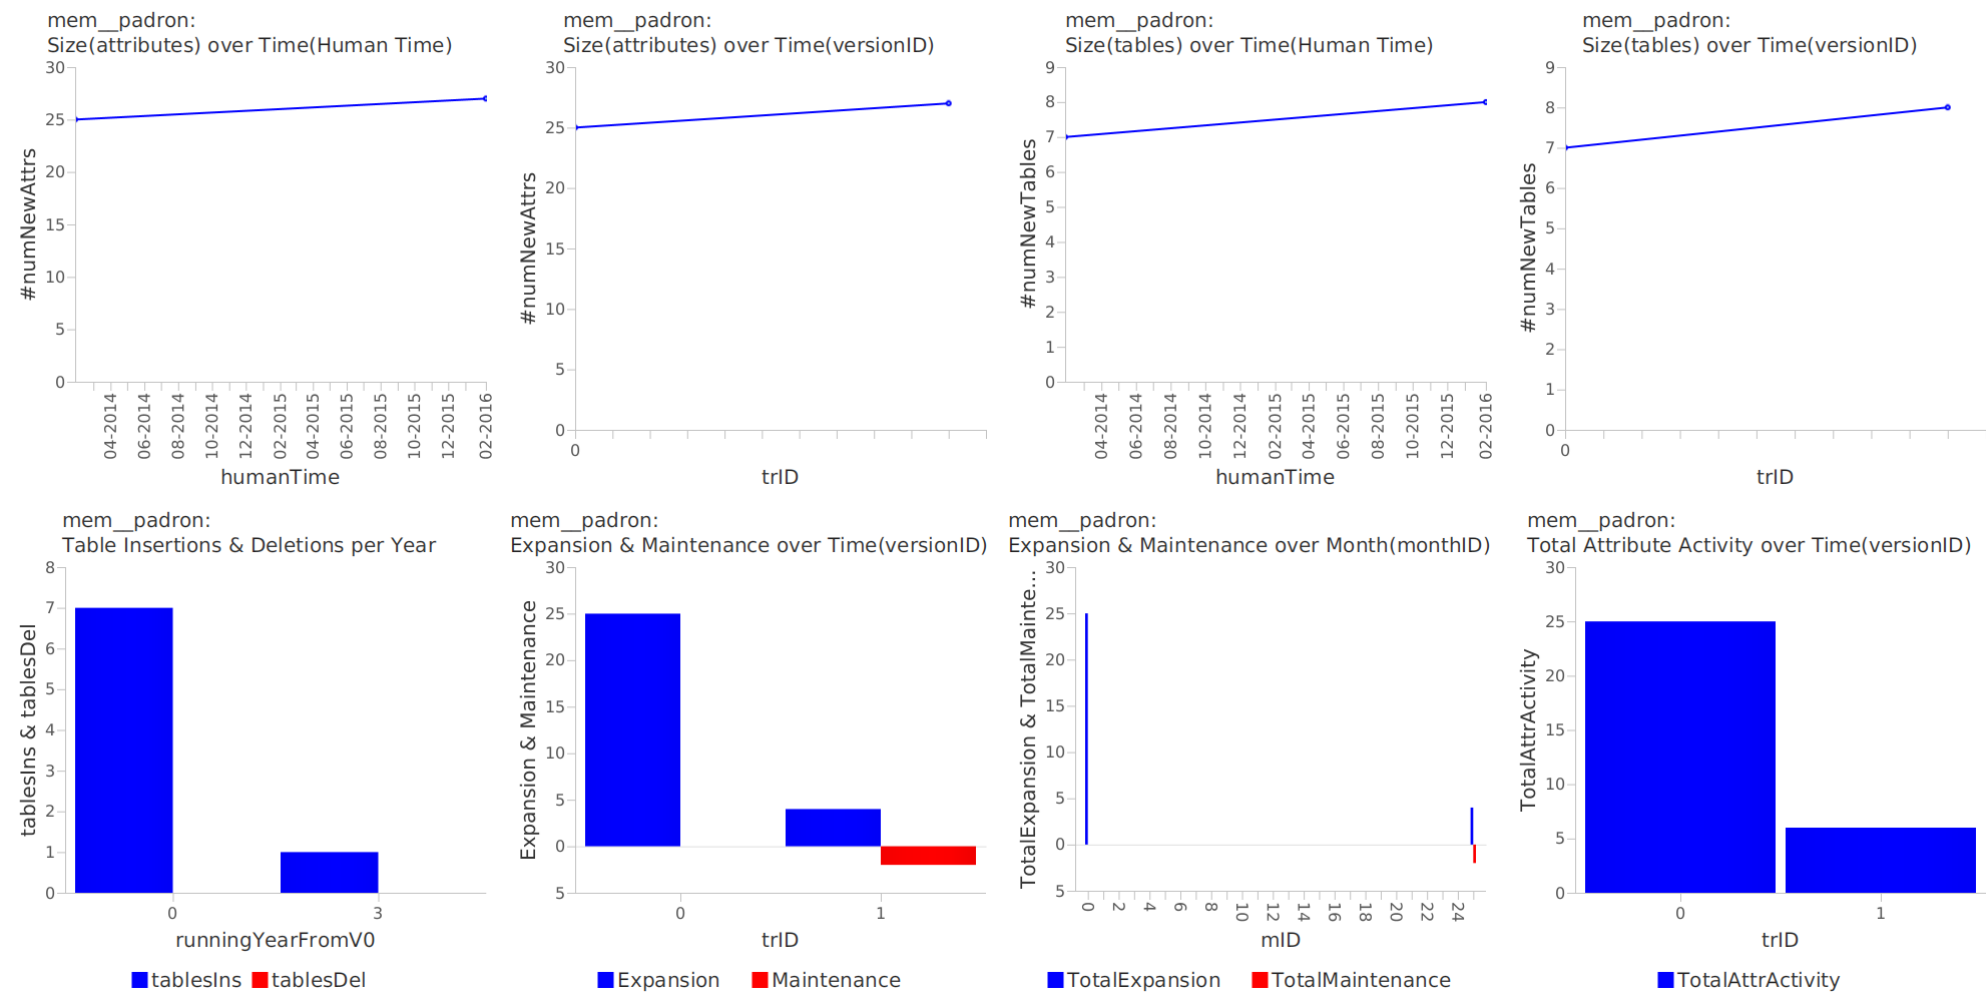 mem__padron:
Size(attributes) over Time(Human Time)
30
25
20
15
10
5
0
#numNewAttrs
04-2014
06-2014
08-2014
10-2014
12-2014
02-2015
04-2015
06-2015
08-2015
10-2015
12-2015
02-2016
humanTime
mem__padron:
Size(attributes) over Time(versionID)
30
25
20
15
10
5
0
#numNewAttrs
0
trID
mem__padron:
Size(tables) over Time(Human Time)
9
8
7
6
5
4
3
2
1
0
#numNewTables
04-2014
06-2014
08-2014
10-2014
12-2014
02-2015
04-2015
06-2015
08-2015
10-2015
12-2015
02-2016
humanTime
mem__padron:
Size(tables) over Time(versionID)
9
8
7
6
5
4
3
2
1
0
#numNewTables
0
trID
mem__padron:
Table Insertions & Deletions per Year
8
7
6
5
4
3
2
1
0
tablesIns & tablesDel
0
3
runningYearFromV0
tablesIns
tablesDel
mem__padron:
Expansion & Maintenance over Time(versionID)
30
25
20
15
10
5
0
5
Expansion & Maintenance
0
1
trID
Expansion
Maintenance
mem__padron:
Expansion & Maintenance over Month(monthID)
30
25
20
15
10
5
0
5
TotalExpansion & TotalMainte...
0
2
4
6
8
10
12
14
16
18
20
22
24
mID
TotalExpansion
TotalMaintenance
mem__padron:
Total Attribute Activity over Time(versionID)
30
25
20
15
10
5
0
TotalAttrActivity
0
1
trID
TotalAttrActivity